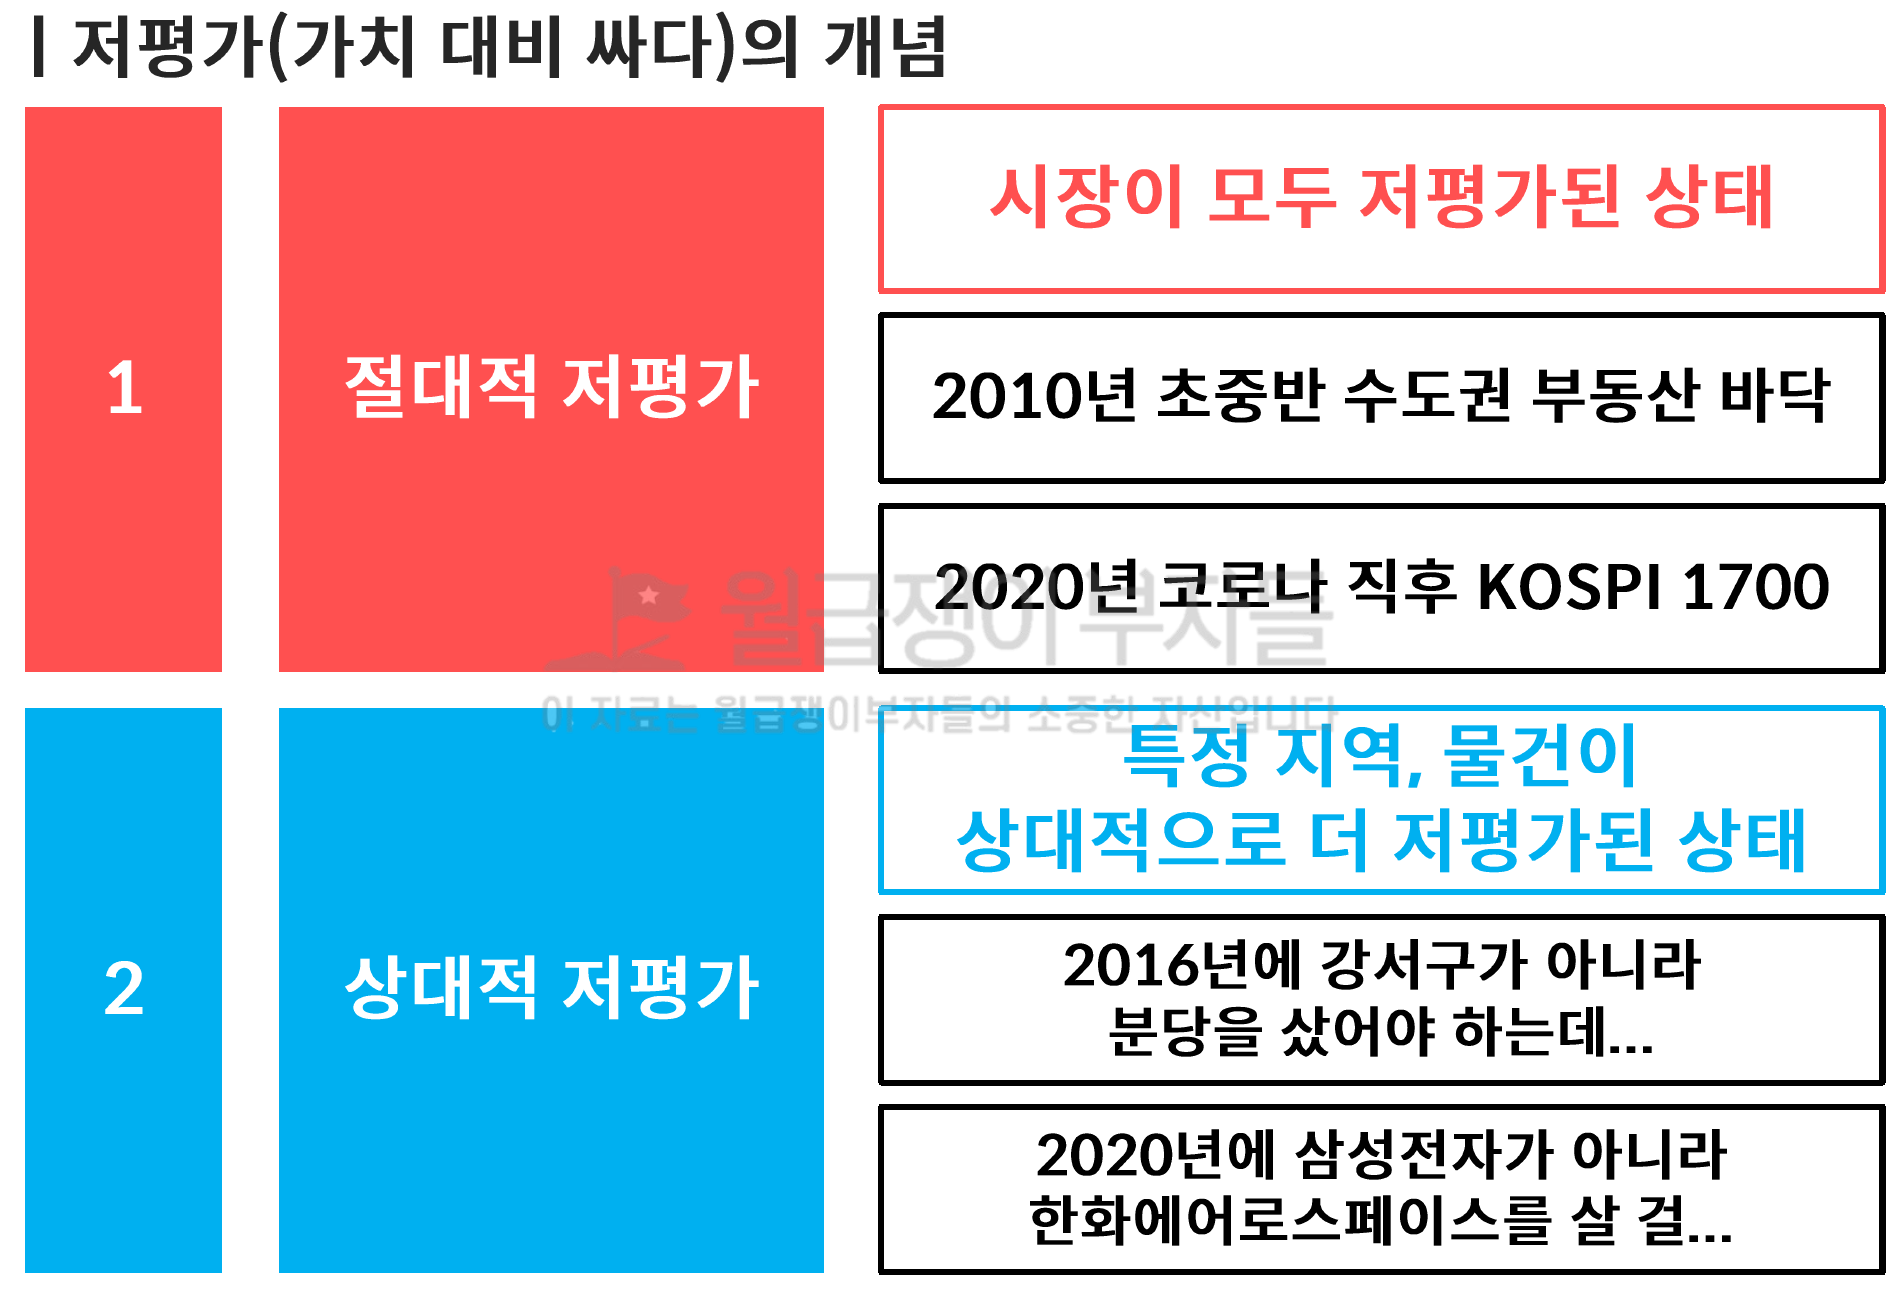 | 저평가(가치 대비 싸다)의 개념
1
절대적 저평가
시장이 모두 저평가된 상태
2010년 초중반 수도권 부동산 바닥
2020년 코로나 직후 KOSPI 1700
월급쟁이부자들
이 자료는 월급쟁이부자들의 소중한 자산입니다
2
상대적 저평가
특정 지역, 물건이
상대적으로 더 저평가된 상태
2016년에 강서구가 아니라
분당을 샀어야 하는데...
2020년에 삼성전자가 아니라
한화에어로스페이스를 살 걸...